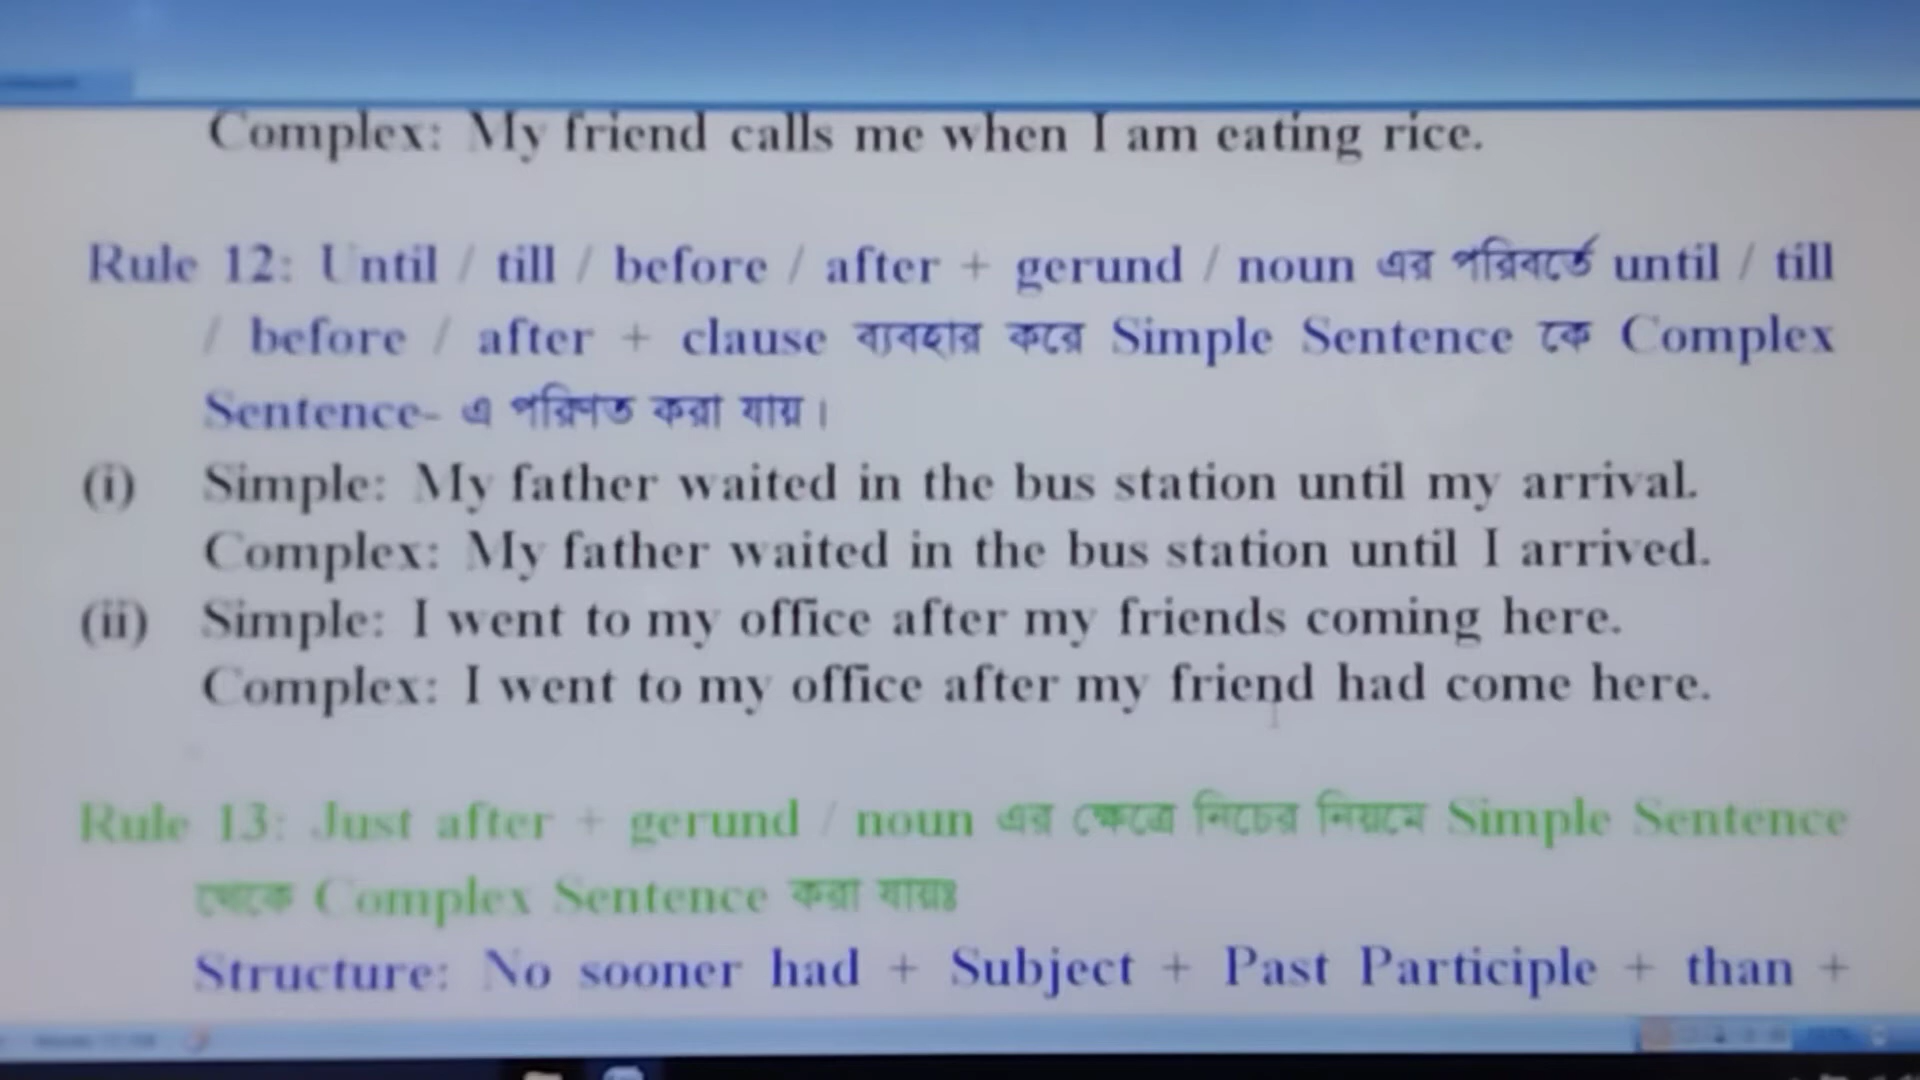 Complex: My friend calls me when I am eating rice.
Rule 12: Until / till / before / after + gerund / noun এর পরিবর্তে until / till
/ before / after + clause ব্যবহার করে Simple Sentence কে Complex
Sentence- এ পরিণত করা যায়।
(i) Simple: My father waited in the bus station until my arrival.
Complex: My father waited in the bus station until I arrived.
(ii) Simple: I went to my office after my friends coming here.
Complex: I went to my office after my friend had come here.
Rule 13: Just after + gerund / noun এর ক্ষেত্রে নিচের নিয়মে Simple Sentence
থেকে Complex Sentence করা যায়ঃ
Structure: No sooner had + Subject + Past Participle + than +